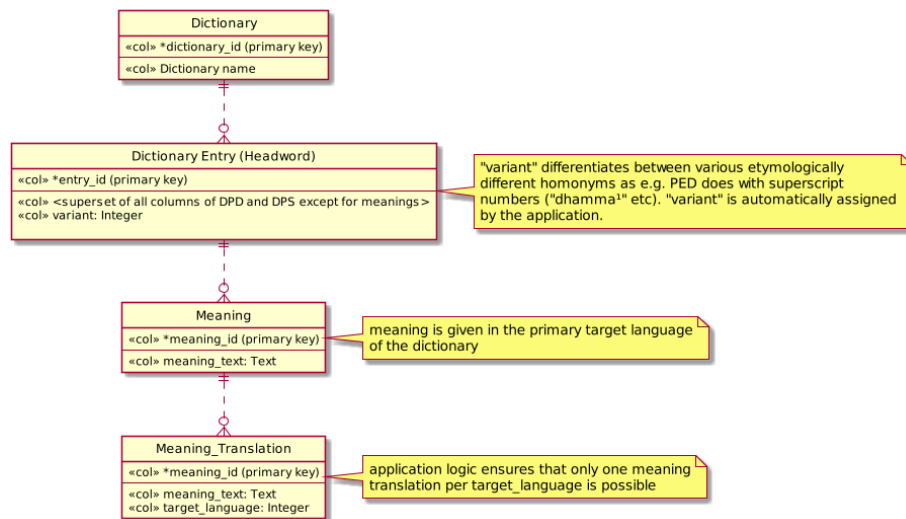 Dictionary
«col» *dictionary_id (primary key)
«col» Dictionary name
Dictionary Entry (Headword)
«col» *entry_id (primary key)
«col» <superset of all columns of DPD and DPS except for meanings>
«col» variant: Integer
"variant" differentiates between various etymologically
different homonyms as e.g. PED does with superscript
numbers ("dhamma¹" etc). "variant" is automatically assigned
by the application.
Meaning
«col» *meaning_id (primary key)
«col» meaning_text: Text
meaning is given in the primary target language
of the dictionary
Meaning_Translation
«col» *meaning_id (primary key)
«col» meaning_text: Text
«col» target_language: Integer
application logic ensures that only one meaning
translation per target_language is possible